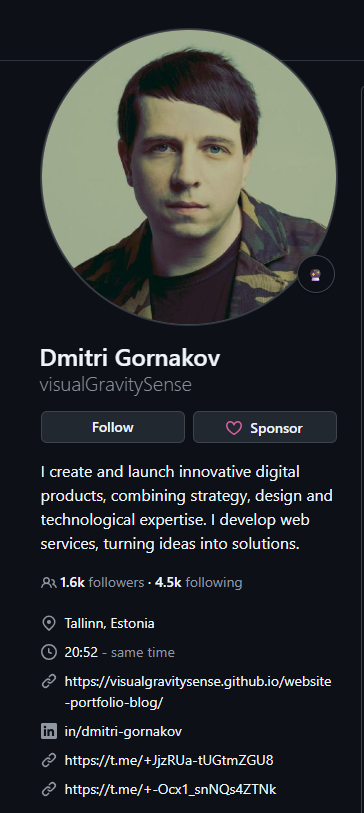 Dmitri Gornakov
visualGravitySense
Follow
Sponsor
I create and launch innovative digital
products, combining strategy, design and
technological expertise. I develop web
services, turning ideas into solutions.
1.6k followers · 4.5k following
Tallinn, Estonia
20:52 - same time
https://visualgravitysense.github.io/website
-portfolio-blog/
in/dmitri-gornakov
https://t.me/+JjzRUa-tUGtmZGU8
https://t.me/+-Ocx1_snNQs4ZTNk